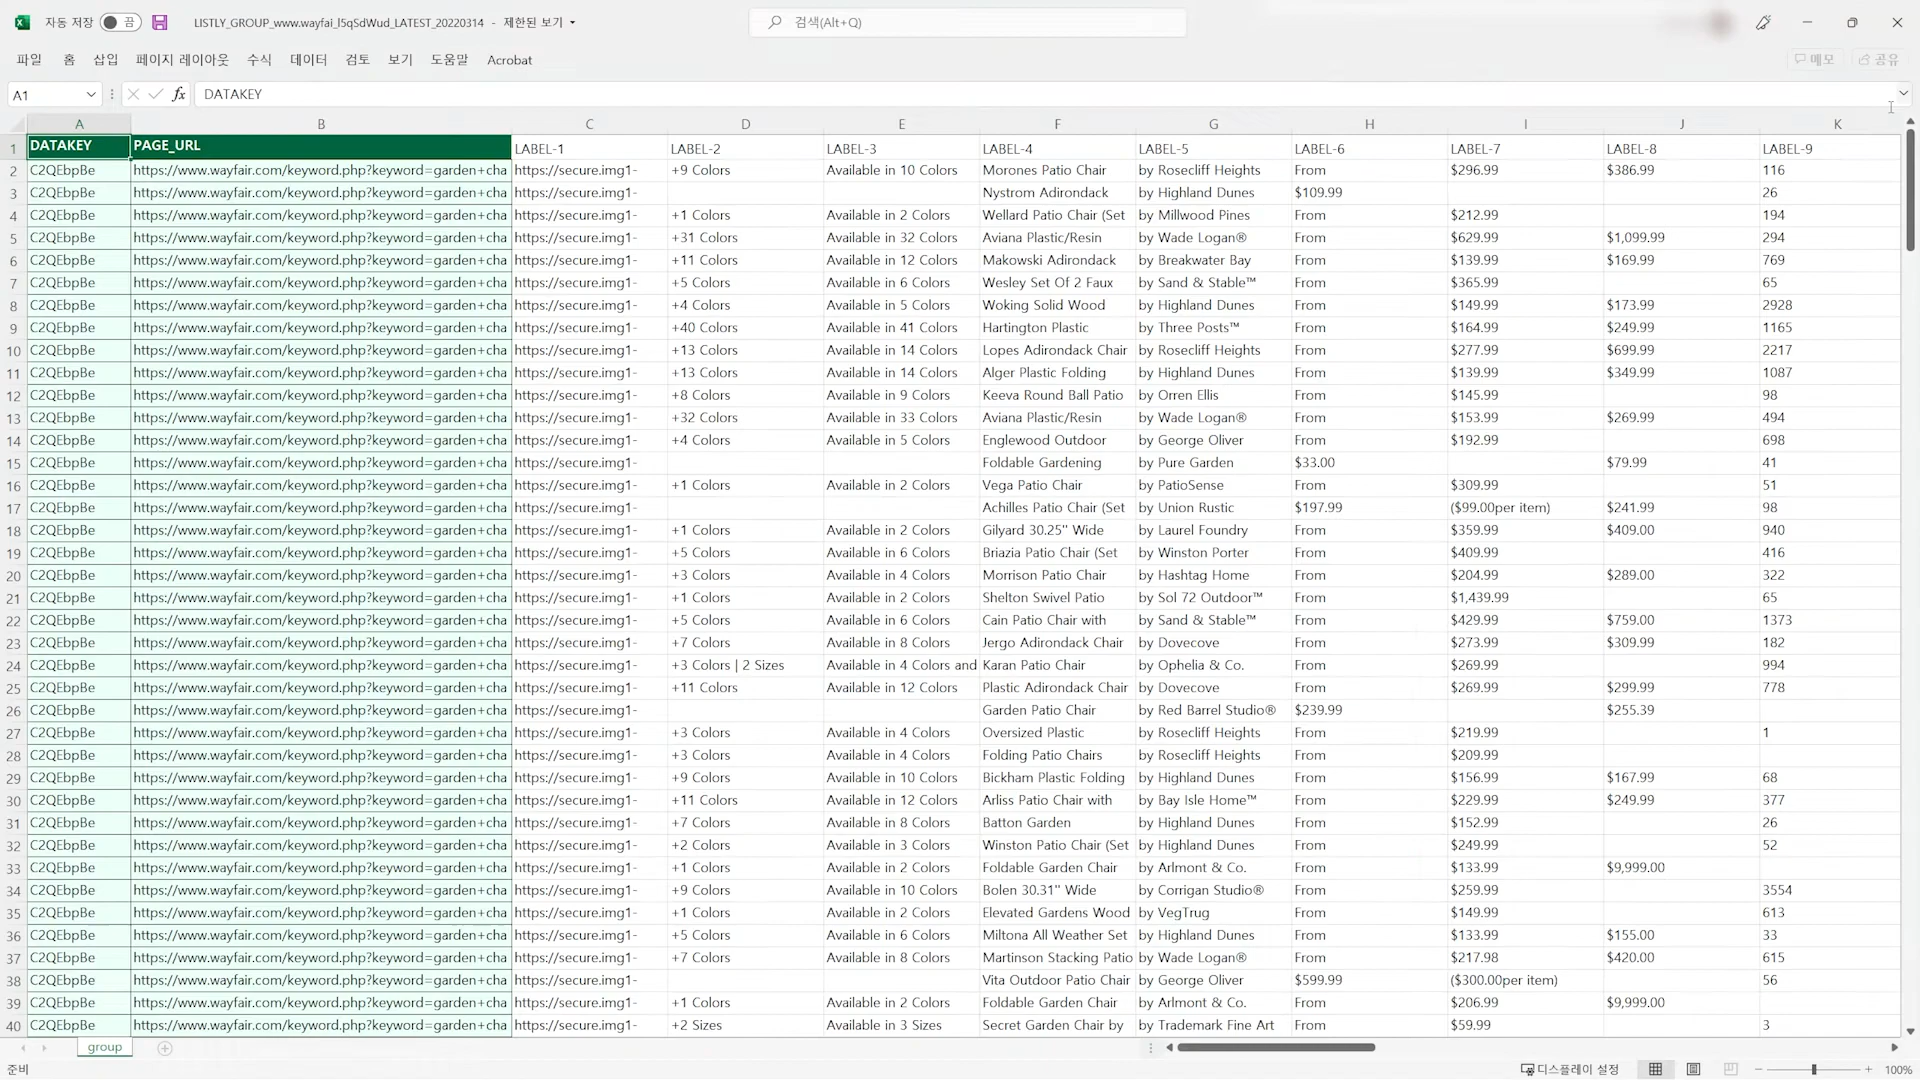 자동 저장 끔 LISTLY_GROUP_www.wayfai_I5qSdWud_LATEST_20220314 - 제한된 보기 검색(Alt+Q)
파일 홈 삽입 페이지 레이아웃 수식 데이터 검토 보기 도움말 Acrobat 메모 공유
A1 fx DATAKEY
A B C D E F G H I J K
1 DATAKEY PAGE_URL LABEL-1 LABEL-2 LABEL-3 LABEL-4 LABEL-5 LABEL-6 LABEL-7 LABEL-8 LABEL-9
2 C2QEbpBe https://www.wayfair.com/keyword.php?keyword=garden+cha https://secure.img1- +9 Colors Available in 10 Colors Morones Patio Chair by Rosecliff Heights From $296.99 $386.99 116
3 C2QEbpBe https://www.wayfair.com/keyword.php?keyword=garden+cha https://secure.img1- Nystrom Adirondack by Highland Dunes $109.99 26
4 C2QEbpBe https://www.wayfair.com/keyword.php?keyword=garden+cha https://secure.img1- +1 Colors Available in 2 Colors Wellard Patio Chair (Set by Millwood Pines From $212.99 194
5 C2QEbpBe https://www.wayfair.com/keyword.php?keyword=garden+cha https://secure.img1- +31 Colors Available in 32 Colors Aviana Plastic/Resin by Wade Logan® From $629.99 $1,099.99 294
6 C2QEbpBe https://www.wayfair.com/keyword.php?keyword=garden+cha https://secure.img1- +11 Colors Available in 12 Colors Makowski Adirondack by Breakwater Bay From $139.99 $169.99 769
7 C2QEbpBe https://www.wayfair.com/keyword.php?keyword=garden+cha https://secure.img1- +5 Colors Available in 6 Colors Wesley Set Of 2 Faux by Sand & Stable™ From $365.99 65
8 C2QEbpBe https://www.wayfair.com/keyword.php?keyword=garden+cha https://secure.img1- +4 Colors Available in 5 Colors Woking Solid Wood by Highland Dunes From $149.99 $173.99 2928
9 C2QEbpBe https://www.wayfair.com/keyword.php?keyword=garden+cha https://secure.img1- +40 Colors Available in 41 Colors Hartington Plastic by Three Posts™ From $164.99 $249.99 1165
10 C2QEbpBe https://www.wayfair.com/keyword.php?keyword=garden+cha https://secure.img1- +13 Colors Available in 14 Colors Lopes Adirondack Chair by Rosecliff Heights From $277.99 $699.99 2217
11 C2QEbpBe https://www.wayfair.com/keyword.php?keyword=garden+cha https://secure.img1- +13 Colors Available in 14 Colors Alger Plastic Folding by Highland Dunes From $139.99 $349.99 1087
12 C2QEbpBe https://www.wayfair.com/keyword.php?keyword=garden+cha https://secure.img1- +8 Colors Available in 9 Colors Keeva Round Ball Patio by Orren Ellis From $145.99 98
13 C2QEbpBe https://www.wayfair.com/keyword.php?keyword=garden+cha https://secure.img1- +32 Colors Available in 33 Colors Aviana Plastic/Resin by Wade Logan® From $153.99 $269.99 494
14 C2QEbpBe https://www.wayfair.com/keyword.php?keyword=garden+cha https://secure.img1- +4 Colors Available in 5 Colors Englewood Outdoor by George Oliver From $192.99 698
15 C2QEbpBe https://www.wayfair.com/keyword.php?keyword=garden+cha https://secure.img1- Foldable Gardening by Pure Garden $33.00 $79.99 41
16 C2QEbpBe https://www.wayfair.com/keyword.php?keyword=garden+cha https://secure.img1- +1 Colors Available in 2 Colors Vega Patio Chair by PatioSense From $309.99 51
17 C2QEbpBe https://www.wayfair.com/keyword.php?keyword=garden+cha https://secure.img1- Achilles Patio Chair (Set by Union Rustic $197.99 ($99.00per item) $241.99 98
18 C2QEbpBe https://www.wayfair.com/keyword.php?keyword=garden+cha https://secure.img1- +1 Colors Available in 2 Colors Gilyard 30.25'' Wide by Laurel Foundry From $359.99 $409.00 940
19 C2QEbpBe https://www.wayfair.com/keyword.php?keyword=garden+cha https://secure.img1- +5 Colors Available in 6 Colors Briazia Patio Chair (Set by Winston Porter From $409.99 416
20 C2QEbpBe https://www.wayfair.com/keyword.php?keyword=garden+cha https://secure.img1- +3 Colors Available in 4 Colors Morrison Patio Chair by Hashtag Home From $204.99 $289.00 322
21 C2QEbpBe https://www.wayfair.com/keyword.php?keyword=garden+cha https://secure.img1- +1 Colors Available in 2 Colors Shelton Swivel Patio by Sol 72 Outdoor™ From $1,439.99 65
22 C2QEbpBe https://www.wayfair.com/keyword.php?keyword=garden+cha https://secure.img1- +5 Colors Available in 6 Colors Cain Patio Chair with by Sand & Stable™ From $429.99 $759.00 1373
23 C2QEbpBe https://www.wayfair.com/keyword.php?keyword=garden+cha https://secure.img1- +7 Colors Available in 8 Colors Jergo Adirondack Chair by Dovecove From $273.99 $309.99 182
24 C2QEbpBe https://www.wayfair.com/keyword.php?keyword=garden+cha https://secure.img1- +3 Colors | 2 Sizes Available in 4 Colors and Karan Patio Chair by Ophelia & Co. From $269.99 994
25 C2QEbpBe https://www.wayfair.com/keyword.php?keyword=garden+cha https://secure.img1- +11 Colors Available in 12 Colors Plastic Adirondack Chair by Dovecove From $269.99 $299.99 778
26 C2QEbpBe https://www.wayfair.com/keyword.php?keyword=garden+cha https://secure.img1- Garden Patio Chair by Red Barrel Studio® $239.99 $255.39
27 C2QEbpBe https://www.wayfair.com/keyword.php?keyword=garden+cha https://secure.img1- +3 Colors Available in 4 Colors Oversized Plastic by Rosecliff Heights From $219.99 1
28 C2QEbpBe https://www.wayfair.com/keyword.php?keyword=garden+cha https://secure.img1- +3 Colors Available in 4 Colors Folding Patio Chairs by Rosecliff Heights From $209.99
29 C2QEbpBe https://www.wayfair.com/keyword.php?keyword=garden+cha https://secure.img1- +9 Colors Available in 10 Colors Bickham Plastic Folding by Highland Dunes From $156.99 $167.99 68
30 C2QEbpBe https://www.wayfair.com/keyword.php?keyword=garden+cha https://secure.img1- +11 Colors Available in 12 Colors Arliss Patio Chair with by Bay Isle Home™ From $229.99 $249.99 377
31 C2QEbpBe https://www.wayfair.com/keyword.php?keyword=garden+cha https://secure.img1- +7 Colors Available in 8 Colors Batton Garden by Highland Dunes From $152.99 26
32 C2QEbpBe https://www.wayfair.com/keyword.php?keyword=garden+cha https://secure.img1- +2 Colors Available in 3 Colors Winston Patio Chair (Set by Highland Dunes From $249.99 52
33 C2QEbpBe https://www.wayfair.com/keyword.php?keyword=garden+cha https://secure.img1- +1 Colors Available in 2 Colors Foldable Garden Chair by Arlmont & Co. From $133.99 $9,999.00
34 C2QEbpBe https://www.wayfair.com/keyword.php?keyword=garden+cha https://secure.img1- +9 Colors Available in 10 Colors Bolen 30.31'' Wide by Corrigan Studio® From $259.99 3554
35 C2QEbpBe https://www.wayfair.com/keyword.php?keyword=garden+cha https://secure.img1- +1 Colors Available in 2 Colors Elevated Gardens Wood by VegTrug From $149.99 613
36 C2QEbpBe https://www.wayfair.com/keyword.php?keyword=garden+cha https://secure.img1- +5 Colors Available in 6 Colors Miltona All Weather Set by Highland Dunes From $133.99 $155.00 33
37 C2QEbpBe https://www.wayfair.com/keyword.php?keyword=garden+cha https://secure.img1- +7 Colors Available in 8 Colors Martinson Stacking Patio by Wade Logan® From $217.98 $420.00 615
38 C2QEbpBe https://www.wayfair.com/keyword.php?keyword=garden+cha https://secure.img1- Vita Outdoor Patio Chair by George Oliver $599.99 ($300.00per item) 56
39 C2QEbpBe https://www.wayfair.com/keyword.php?keyword=garden+cha https://secure.img1- +1 Colors Available in 2 Colors Foldable Garden Chair by Arlmont & Co. From $206.99 $9,999.00
40 C2QEbpBe https://www.wayfair.com/keyword.php?keyword=garden+cha https://secure.img1- +2 Sizes Available in 3 Sizes Secret Garden Chair by by Trademark Fine Art From $59.99 3
group
준비 디스플레이 설정 100%